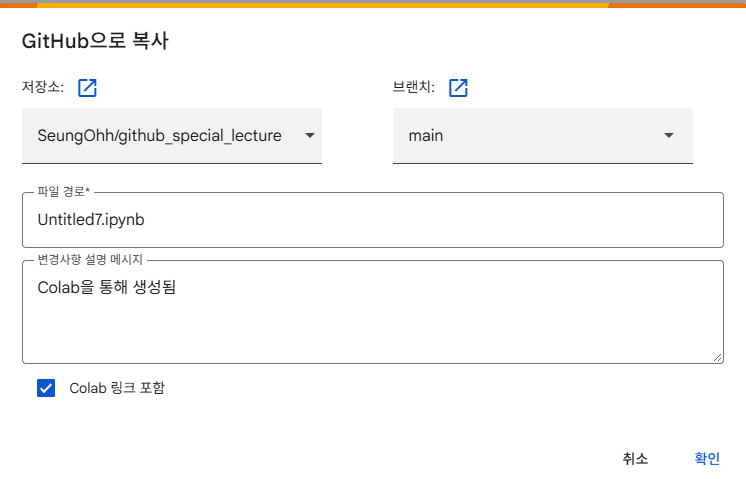 GitHub으로 복사
저장소:
브랜치:
SeungOhh/github_special_lecture
main
파일 경로*
Untitled7.ipynb
변경사항 설명 메시지
Colab을 통해 생성됨
Colab 링크 포함
취소
확인